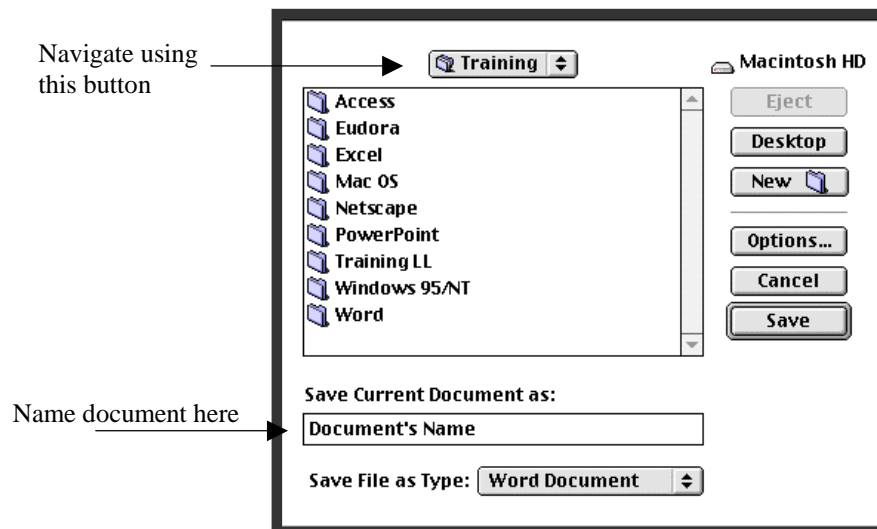 Navigate using
this button
Training
Macintosh HD
Access
Eudora
Excel
Mac OS
Netscape
PowerPoint
Training LL
Windows 95/NT
Word
Eject
Desktop
New
Options...
Cancel
Save
Save Current Document as:
Name document here
Document's Name
Save File as Type: Word Document